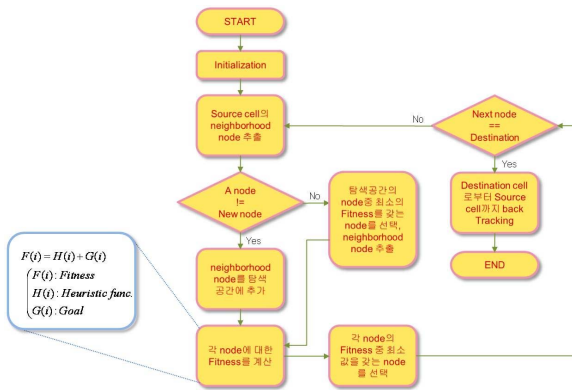 START
Initialization
Source cell의
neighborhood
node 추출
No
Next node
==
Destination
Yes
Destination cell
로부터 Source
cell까지 back
Tracking
END
A node
!=
New node
No
탐색공간의
node중 최소의
Fitness를 갖는
node를 선택,
neighborhood
node 추출
Yes
neighborhood
node를 탐색
공간에 추가
F(i) = H(i) + G(i)
F(i) : Fitness
H(i) : Heuristic func.
G(i) : Goal
각 node에 대한
Fitness를 계산
각 node의
Fitness 중 최소
값을 갖는 node
를 선택